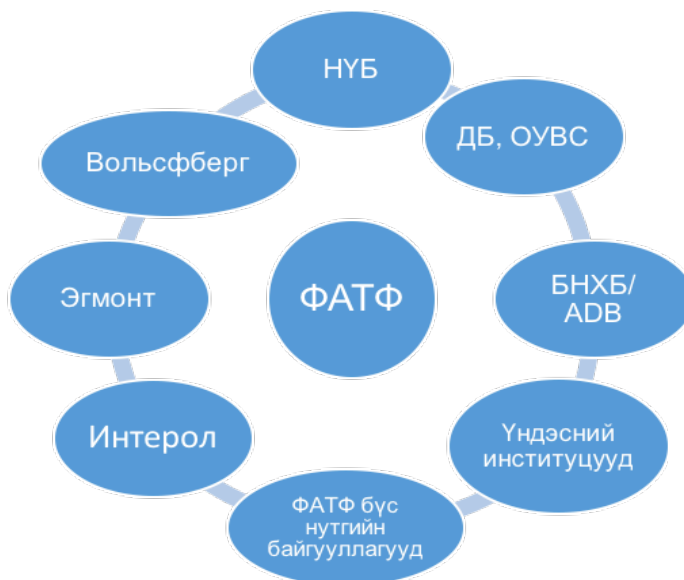 НҮБ
ДБ, ОУВС
БНХБ/
ADB
Үндэсний
институцууд
ФАТФ бүс
нутгийн
байгууллагууд
Интерол
Эгмонт
Вольсфберг
ФАТФ